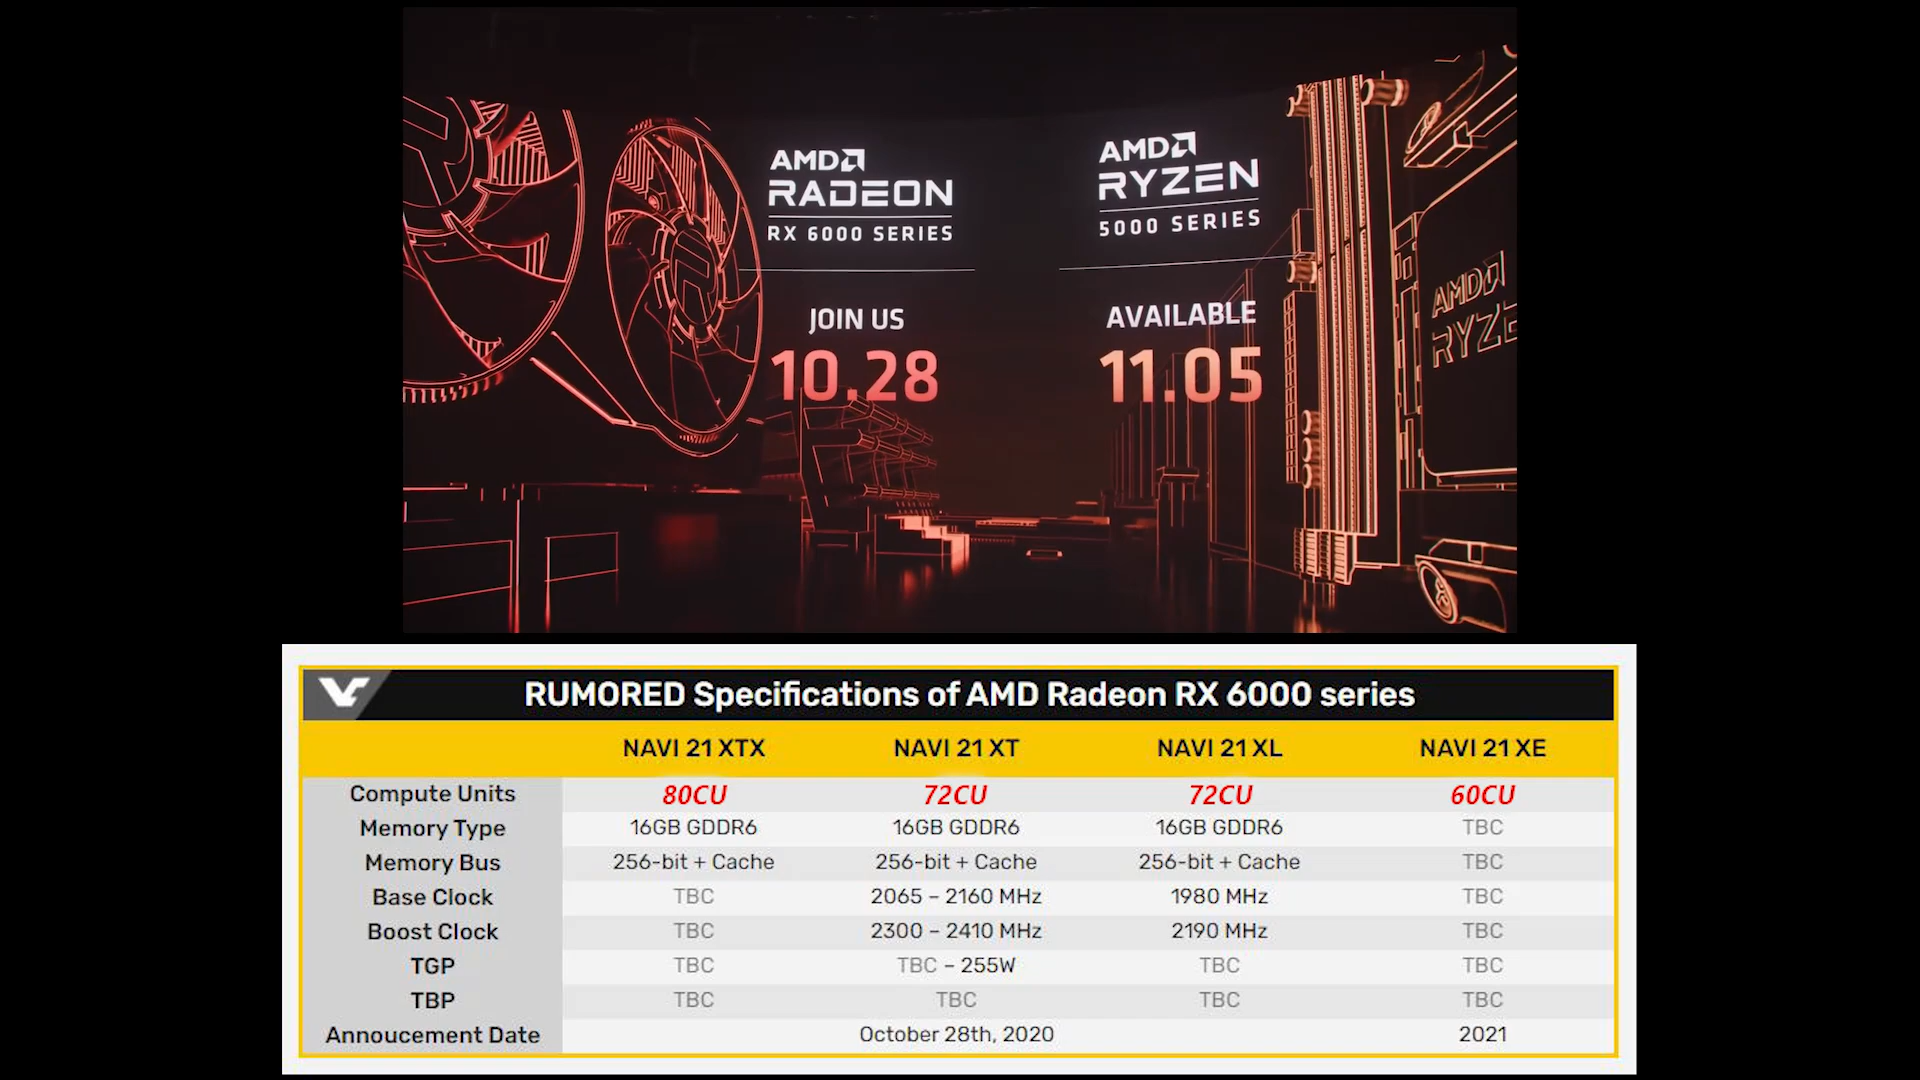 AMD
RADEON
RX 6000 SERIES
JOIN US
10.28
AMD
RYZEN
5000 SERIES
AVAILABLE
11.05
AMD
RUMORED Specifications of AMD Radeon RX 6000 series
NAVI 21 XTX NAVI 21 XT NAVI 21 XL NAVI 21 XE
Compute Units 80CU 72CU 72CU 60CU
Memory Type 16GB GDDR6 16GB GDDR6 16GB GDDR6 TBC
Memory Bus 256-bit + Cache 256-bit + Cache 256-bit + Cache TBC
Base Clock TBC 2065 – 2160 MHz 1980 MHz TBC
Boost Clock TBC 2300 – 2410 MHz 2190 MHz TBC
TGP TBC TBC – 255W TBC TBC
TBP TBC TBC TBC TBC
Annoucement Date October 28th, 2020 2021